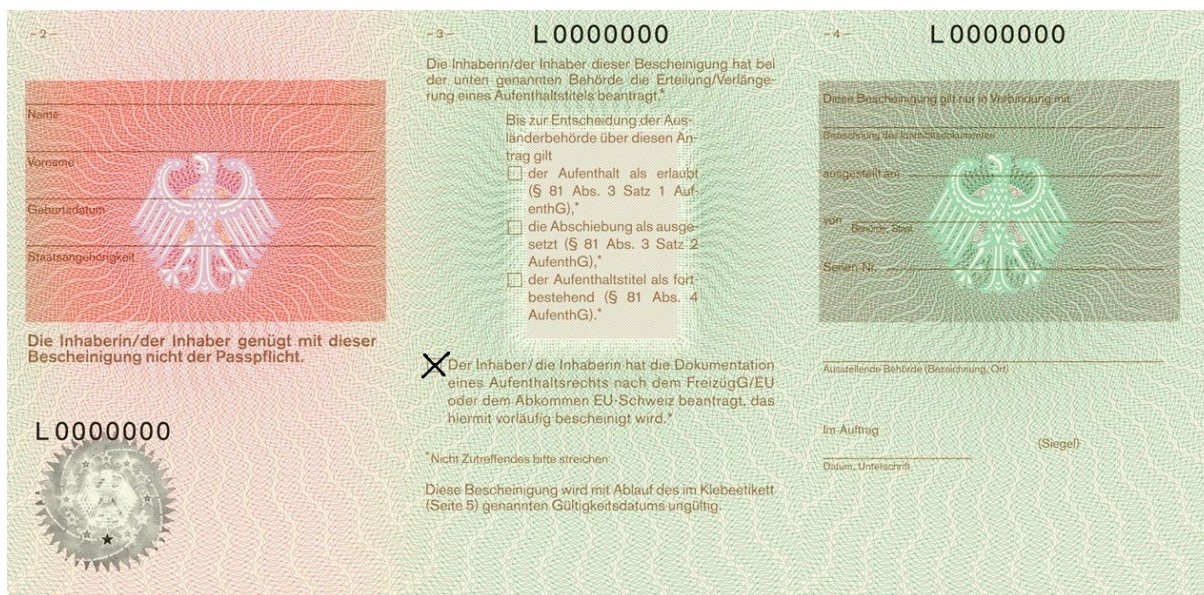 - 2 -
Name
Vorname
Geburtsdatum
Staatsangehörigkeit
Die Inhaberin/der Inhaber genügt mit dieser
Bescheinigung nicht der Passpflicht.
L0000000
- 3 -
L0000000
Die Inhaberin/der Inhaber dieser Bescheinigung hat bei
der unten genannten Behörde die Erteilung/Verlänge-
rung eines Aufenthaltstitels beantragt.*
Bis zur Entscheidung der Aus-
länderbehörde über diesen An-
trag gilt
der Aufenthalt als erlaubt
(§ 81 Abs. 3 Satz 1 Auf-
enthG),*
die Abschiebung als ausge-
setzt (§ 81 Abs. 3 Satz 2
AufenthG),*
der Aufenthaltstitel als fort-
bestehend (§ 81 Abs. 4
AufenthG).*
Der Inhaber/die Inhaberin hat die Dokumentation
eines Aufenthaltsrechts nach dem FreizügG/EU
oder dem Abkommen EU-Schweiz beantragt, das
hiermit vorläufig bescheinigt wird.*
*Nicht Zutreffendes bitte streichen
Diese Bescheinigung wird mit Ablauf des im Klebeetikett
(Seite 5) genannten Gültigkeitsdatums ungültig.
- 4 -
L0000000
Diese Bescheinigung gilt nur in Verbindung mit
Bezeichnung des Identitätsdokumentes
ausgestellt am
von
Behörde, Staat
Serien-Nr.
Ausstellende Behörde (Bezeichnung, Ort)
Im Auftrag
(Siegel)
Datum, Unterschrift